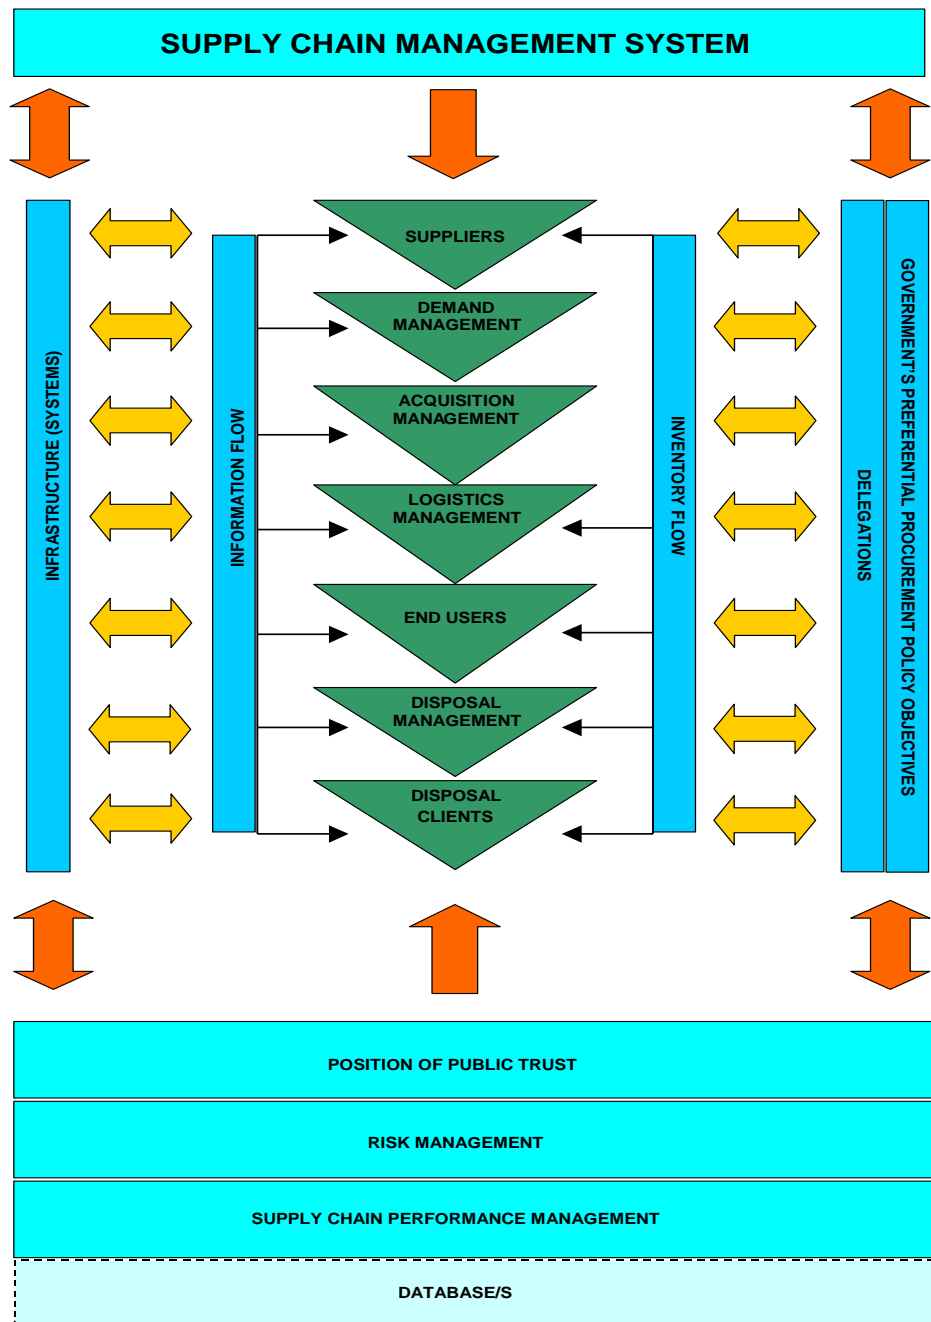 SUPPLY CHAIN MANAGEMENT SYSTEM
INFRASTRUCTURE (SYSTEMS)
INFORMATION FLOW
SUPPLIERS
DEMAND
MANAGEMENT
ACQUISITION
MANAGEMENT
LOGISTICS
MANAGEMENT
END USERS
DISPOSAL
MANAGEMENT
DISPOSAL
CLIENTS
INVENTORY FLOW
DELEGATIONS
GOVERNMENT'S PREFERENTIAL PROCUREMENT POLICY OBJECTIVES
POSITION OF PUBLIC TRUST
RISK MANAGEMENT
SUPPLY CHAIN PERFORMANCE MANAGEMENT
DATABASE/S